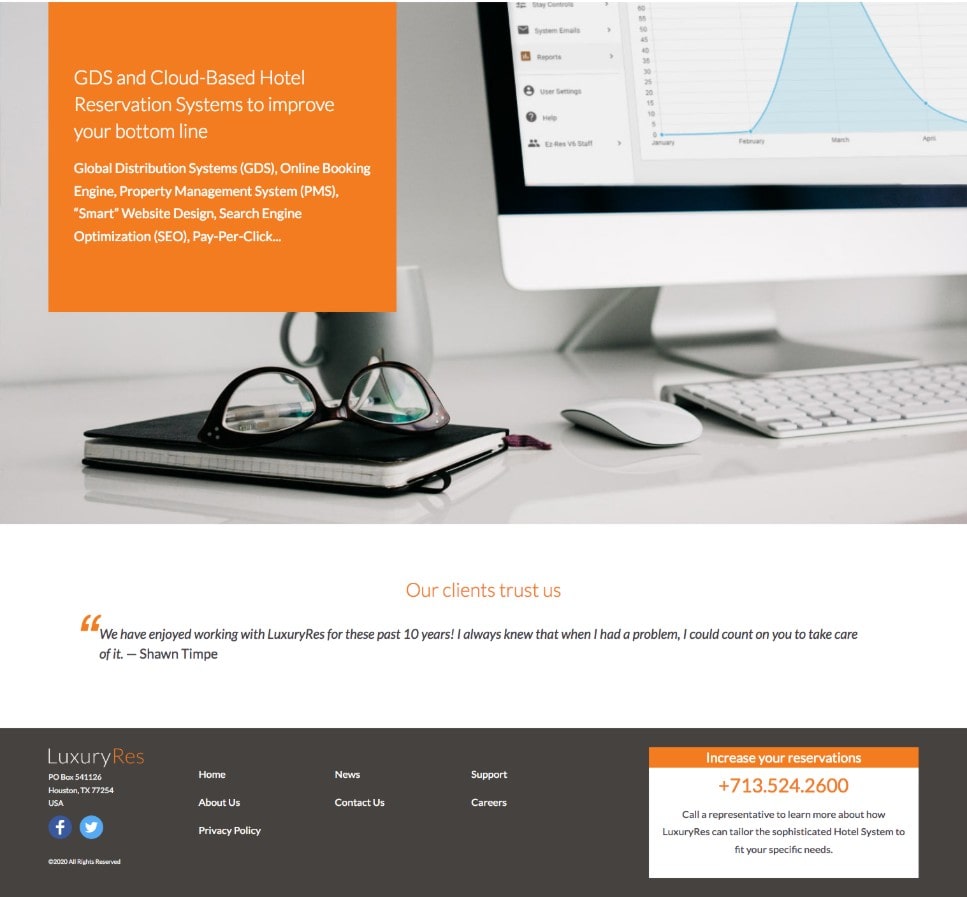 GDS and Cloud-Based Hotel
Reservation Systems to improve
your bottom line
Global Distribution Systems (GDS), Online Booking
Engine, Property Management System (PMS),
“Smart” Website Design, Search Engine
Optimization (SEO), Pay-Per-Click...
Stay Controls
System Emails
Reports
User Settings
Help
Ez-Res V5 Staff
60
55
50
45
40
35
30
25
20
15
10
5
0
January
February
March
April
Our clients trust us
“We have enjoyed working with LuxuryRes for these past 10 years! I always knew that when I had a problem, I could count on you to take care
of it. — Shawn Timpe
LuxuryRes
PO Box 541126
Houston, TX 77254
USA
©2020 All Rights Reserved
Home
News
Support
About Us
Contact Us
Careers
Privacy Policy
Increase your reservations
+713.524.2600
Call a representative to learn more about how
LuxuryRes can tailor the sophisticated Hotel System to
fit your specific needs.